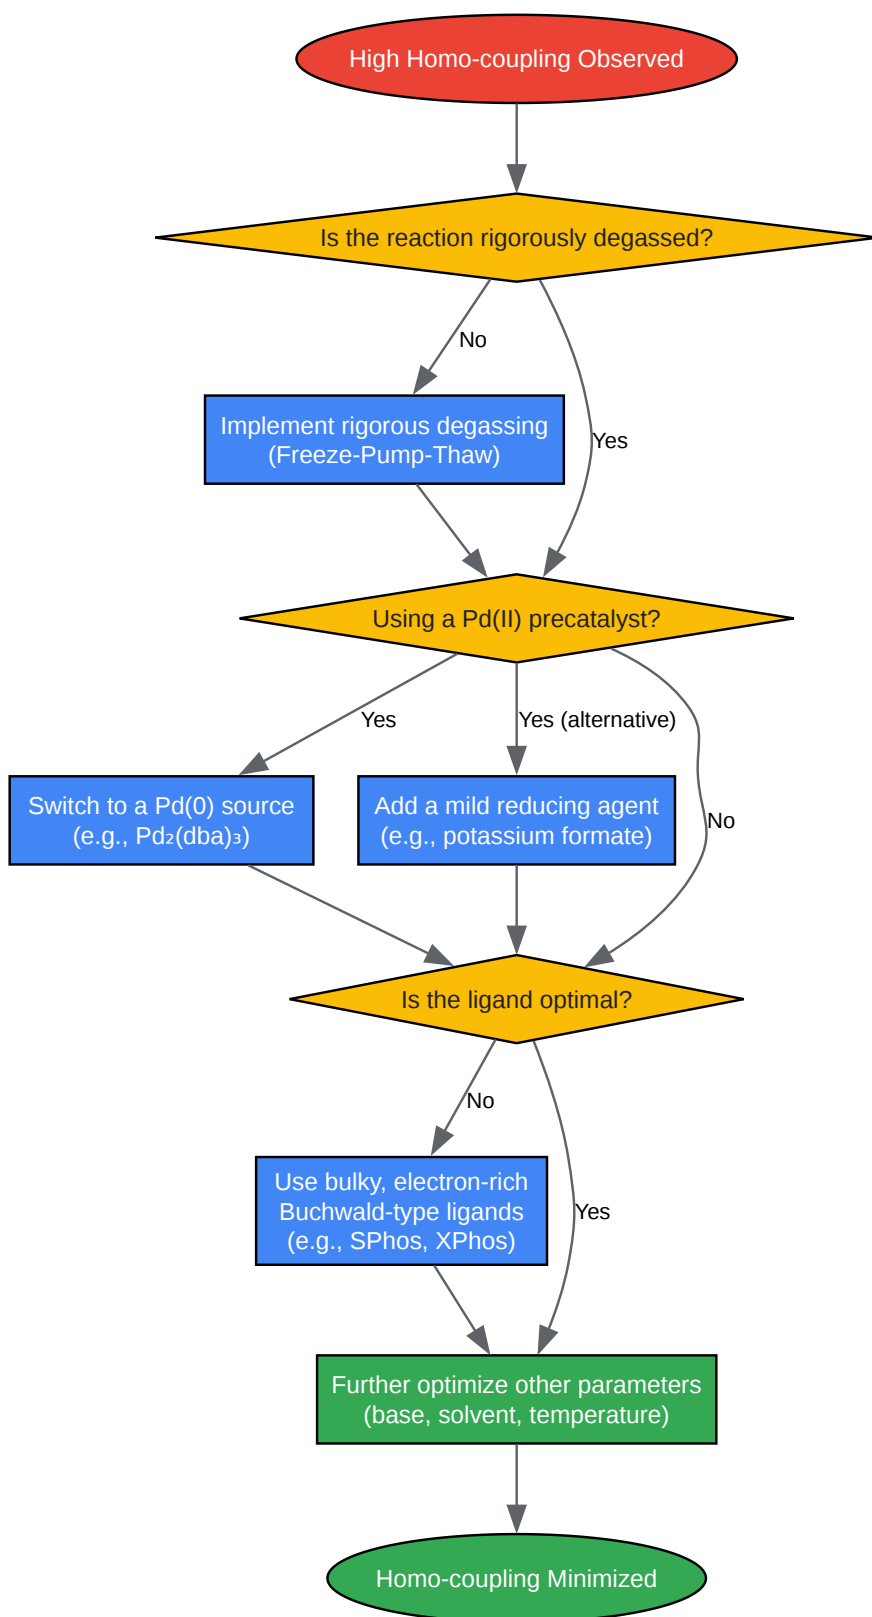 High Homo-coupling Observed
Is the reaction rigorously degassed?
No
Implement rigorous degassing
(Freeze-Pump-Thaw)
Yes
Using a Pd(II) precatalyst?
Yes
Yes (alternative)
Switch to a Pd(0) source
(e.g., Pd₂(dba)₃)
Add a mild reducing agent
(e.g., potassium formate)
No
Is the ligand optimal?
No
Use bulky, electron-rich
Buchwald-type ligands
(e.g., SPhos, XPhos)
Yes
Further optimize other parameters
(base, solvent, temperature)
Homo-coupling Minimized